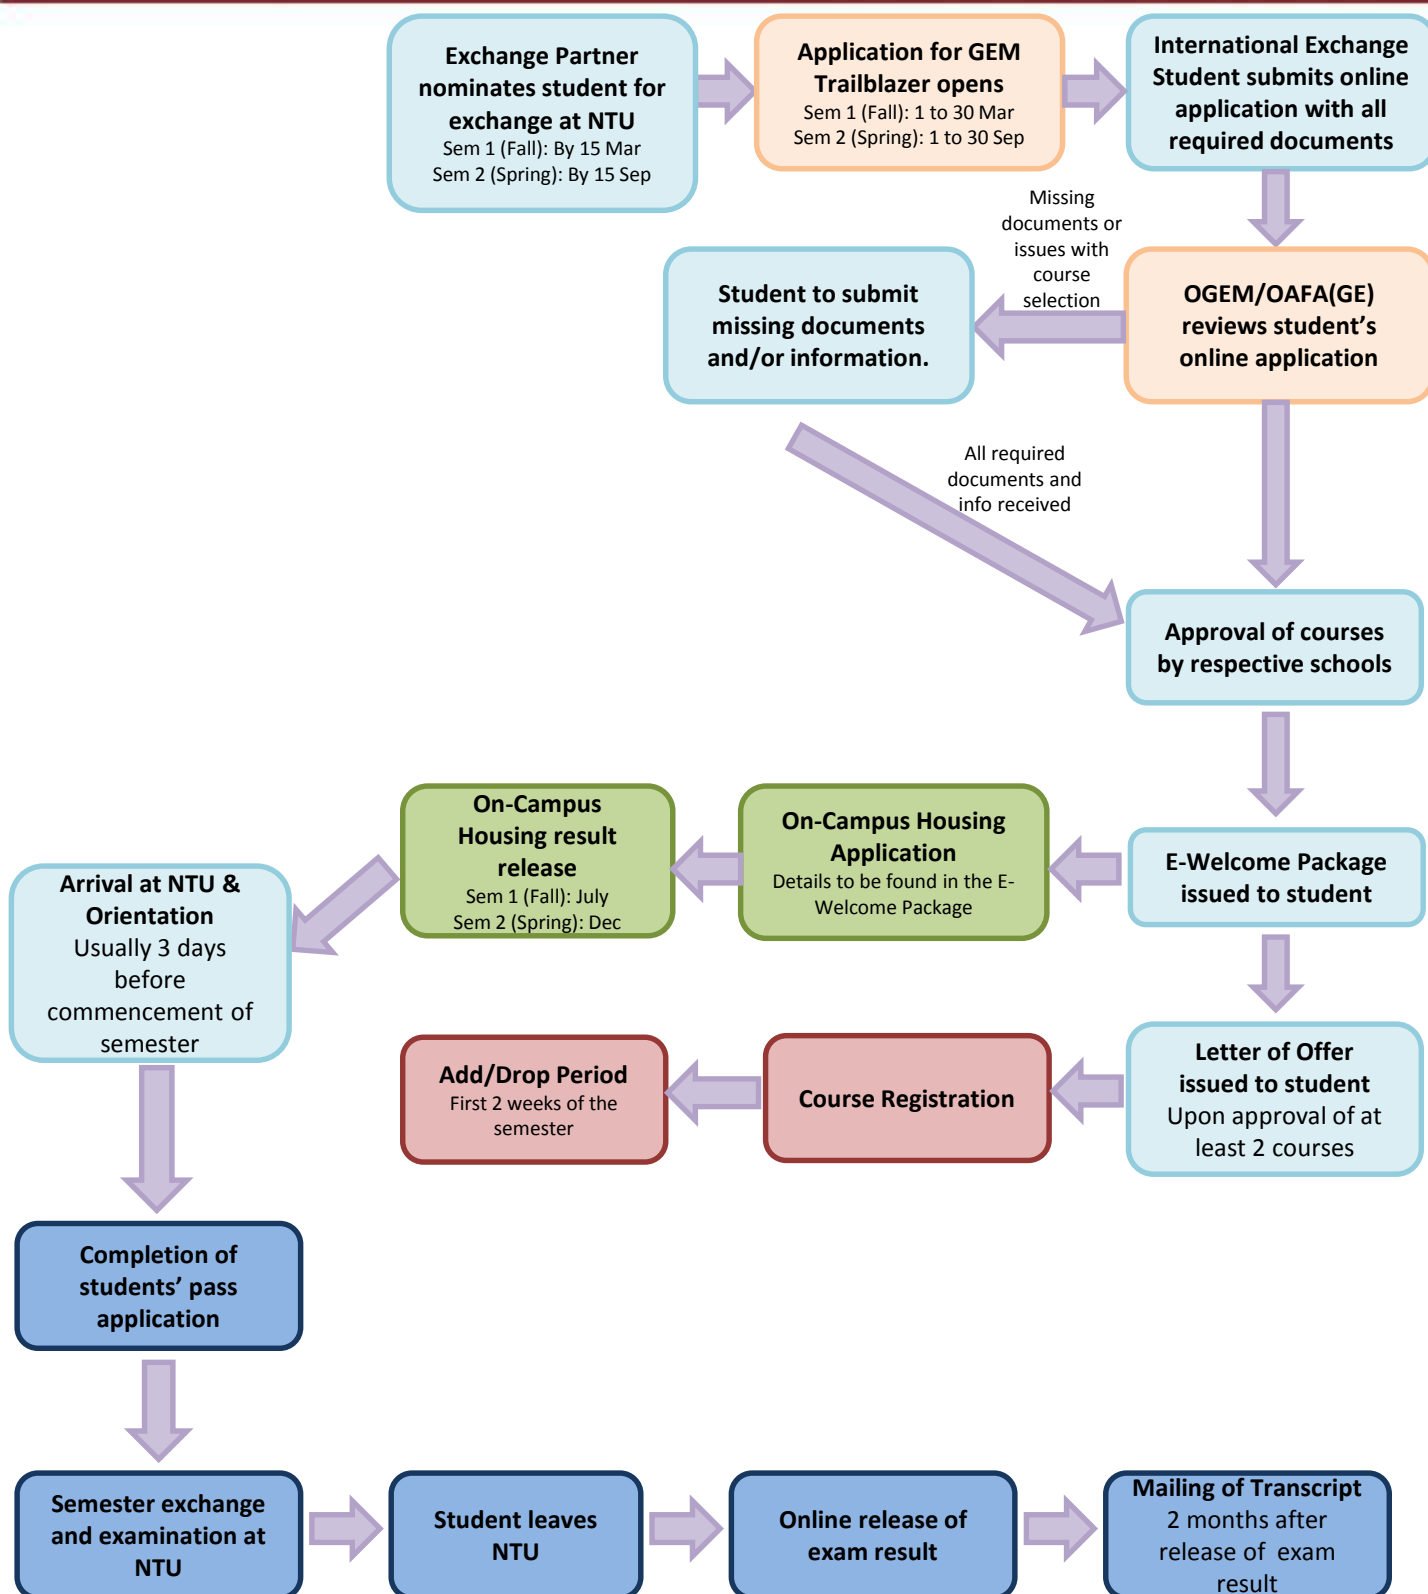 Exchange Partner
nominates student for
exchange at NTU
Sem 1 (Fall): By 15 Mar
Sem 2 (Spring): By 15 Sep
Application for GEM
Trailblazer opens
Sem 1 (Fall): 1 to 30 Mar
Sem 2 (Spring): 1 to 30 Sep
International Exchange
Student submits online
application with all
required documents
Missing
documents or
issues with
course
selection
OGEM/OAFA(GE)
reviews student’s
online application
Student to submit
missing documents
and/or information.
All required
documents and
info received
Approval of courses
by respective schools
E-Welcome Package
issued to student
On-Campus Housing
Application
Details to be found in the E-
Welcome Package
On-Campus
Housing result
release
Sem 1 (Fall): July
Sem 2 (Spring): Dec
Arrival at NTU &
Orientation
Usually 3 days
before
commencement of
semester
Letter of Offer
issued to student
Upon approval of at
least 2 courses
Course Registration
Add/Drop Period
First 2 weeks of the
semester
Completion of
students’ pass
application
Semester exchange
and examination at
NTU
Student leaves
NTU
Online release of
exam result
Mailing of Transcript
2 months after
release of exam
result